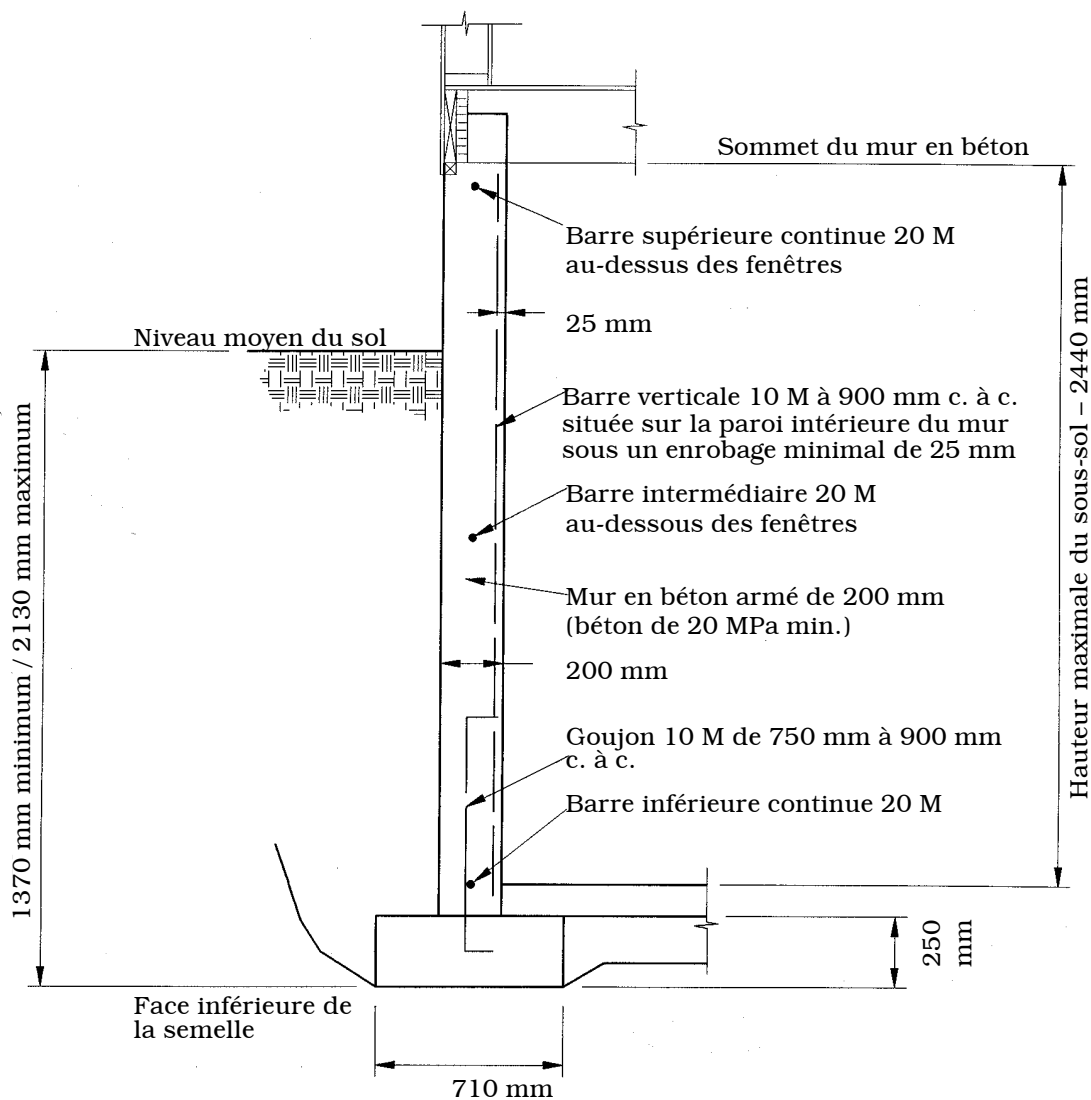 Sommet du mur en béton
Barre supérieure continue 20 M
au-dessus des fenêtres
25 mm
Niveau moyen du sol
Barre verticale 10 M à 900 mm c. à c.
située sur la paroi intérieure du mur
sous un enrobage minimal de 25 mm
Barre intermédiaire 20 M
au-dessous des fenêtres
Mur en béton armé de 200 mm
(béton de 20 MPa min.)
200 mm
Goujon 10 M de 750 mm à 900 mm
c. à c.
Barre inférieure continue 20 M
1370 mm minimum / 2130 mm maximum
Hauteur maximale du sous-sol – 2440 mm
250
mm
Face inférieure de
la semelle
710 mm